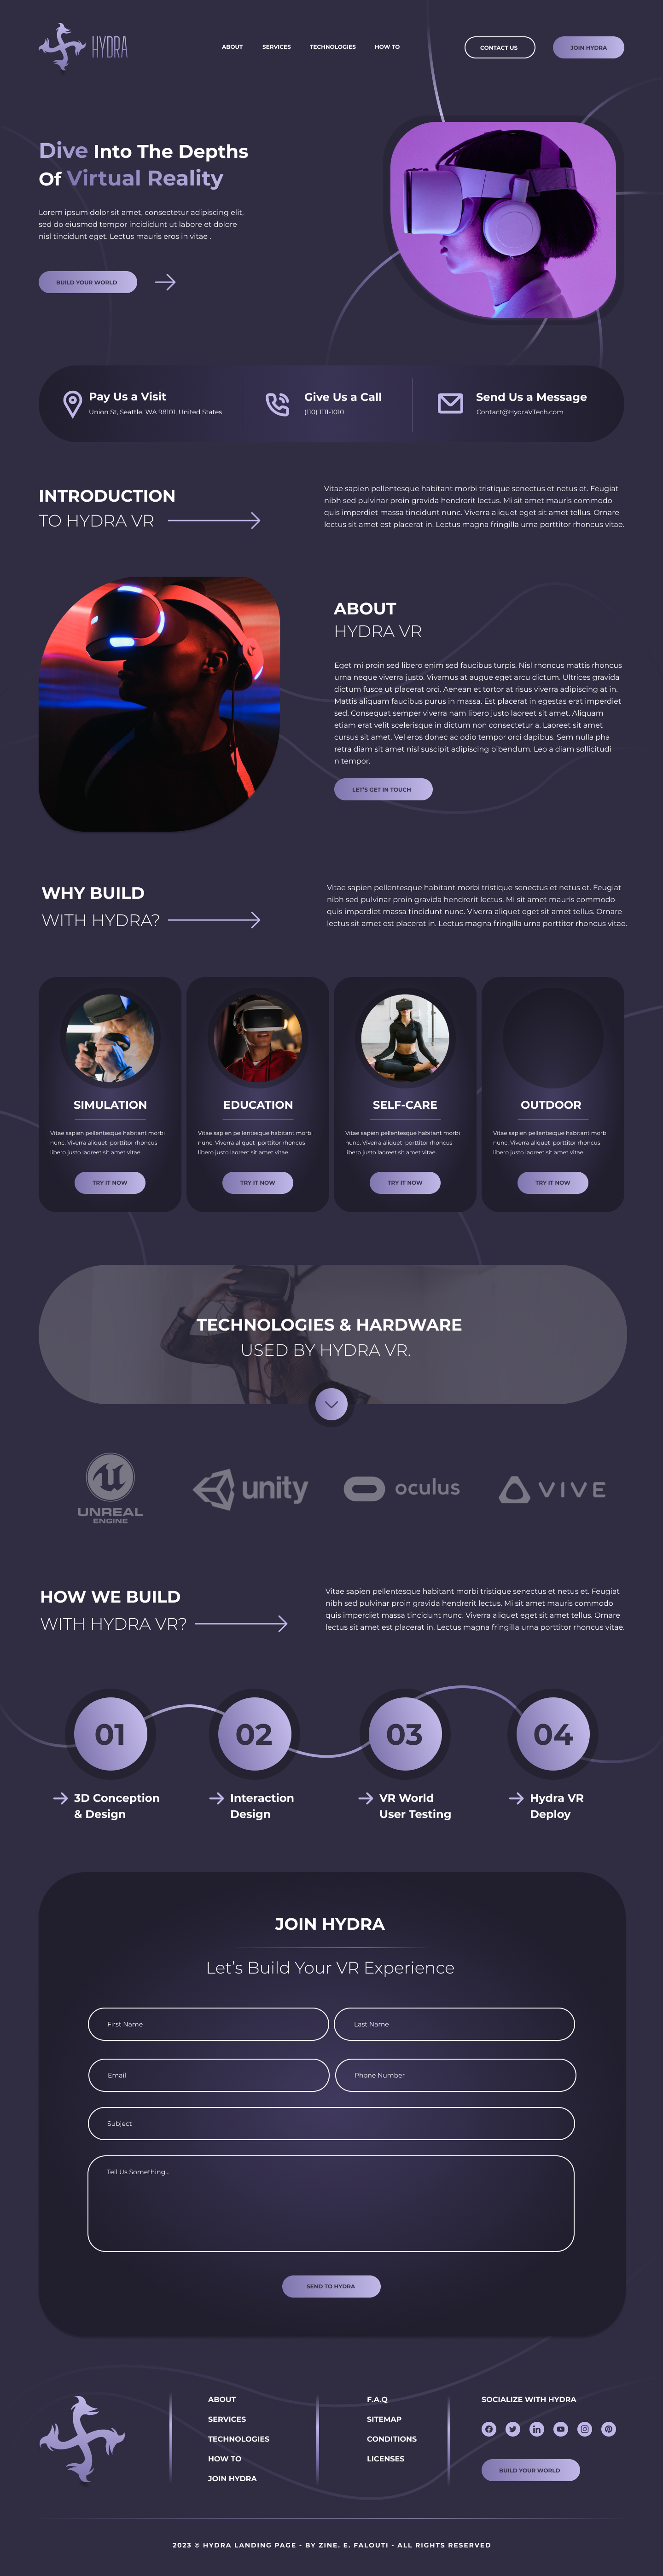 HYDRA
ABOUT
SERVICES
TECHNOLOGIES
HOW TO
CONTACT US
JOIN HYDRA
Dive Into The Depths
Of Virtual Reality
Lorem ipsum dolor sit amet, consectetur adipiscing elit,
sed do eiusmod tempor incididunt ut labore et dolore
nisl tincidunt eget. Lectus mauris eros in vitae .
BUILD YOUR WORLD
Pay Us a Visit
Union St, Seattle, WA 98101, United States
Give Us a Call
(110) 1111-1010
Send Us a Message
Contact@HydraVTech.com
INTRODUCTION
TO HYDRA VR
Vitae sapien pellentesque habitant morbi tristique senectus et netus et. Feugiat
nibh sed pulvinar proin gravida hendrerit lectus. Mi sit amet mauris commodo
quis imperdiet massa tincidunt nunc. Viverra aliquet eget sit amet tellus. Ornare
lectus sit amet est placerat in. Lectus magna fringilla urna porttitor rhoncus vitae.
ABOUT
HYDRA VR
Eget mi proin sed libero enim sed faucibus turpis. Nisl rhoncus mattis rhoncus
urna neque viverra justo. Vivamus at augue eget arcu dictum. Ultrices gravida
dictum fusce ut placerat orci. Aenean et tortor at risus viverra adipiscing at in.
Mattis aliquam faucibus purus in massa. Est placerat in egestas erat imperdiet
sed. Consequat semper viverra nam libero justo laoreet sit amet. Aliquam
etiam erat velit scelerisque in dictum non consectetur a. Laoreet sit amet
cursus sit amet. Vel eros donec ac odio tempor orci dapibus. Sem nulla pha
retra diam sit amet nisl suscipit adipiscing bibendum. Leo a diam sollicitudi
n tempor.
LET'S GET IN TOUCH
WHY BUILD
WITH HYDRA?
Vitae sapien pellentesque habitant morbi tristique senectus et netus et. Feugiat
nibh sed pulvinar proin gravida hendrerit lectus. Mi sit amet mauris commodo
quis imperdiet massa tincidunt nunc. Viverra aliquet eget sit amet tellus. Ornare
lectus sit amet est placerat in. Lectus magna fringilla urna porttitor rhoncus vitae.
SIMULATION
Vitae sapien pellentesque habitant morbi
nunc. Viverra aliquet porttitor rhoncus
libero justo laoreet sit amet vitae.
TRY IT NOW
EDUCATION
Vitae sapien pellentesque habitant morbi
nunc. Viverra aliquet porttitor rhoncus
libero justo laoreet sit amet vitae.
TRY IT NOW
SELF-CARE
Vitae sapien pellentesque habitant morbi
nunc. Viverra aliquet porttitor rhoncus
libero justo laoreet sit amet vitae.
TRY IT NOW
OUTDOOR
Vitae sapien pellentesque habitant morbi
nunc. Viverra aliquet porttitor rhoncus
libero justo laoreet sit amet vitae.
TRY IT NOW
TECHNOLOGIES & HARDWARE
USED BY HYDRA VR.
UNREAL
ENGINE
unity
oculus
VIVE
HOW WE BUILD
WITH HYDRA VR?
Vitae sapien pellentesque habitant morbi tristique senectus et netus et. Feugiat
nibh sed pulvinar proin gravida hendrerit lectus. Mi sit amet mauris commodo
quis imperdiet massa tincidunt nunc. Viverra aliquet eget sit amet tellus. Ornare
lectus sit amet est placerat in. Lectus magna fringilla urna porttitor rhoncus vitae.
01
3D Conception
& Design
02
Interaction
Design
03
VR World
User Testing
04
Hydra VR
Deploy
JOIN HYDRA
Let's Build Your VR Experience
First Name
Last Name
Email
Phone Number
Subject
Tell Us Something...
SEND TO HYDRA
ABOUT
SERVICES
TECHNOLOGIES
HOW TO
JOIN HYDRA
F.A.Q
SITEMAP
CONDITIONS
LICENSES
SOCIALIZE WITH HYDRA
BUILD YOUR WORLD
2023 © HYDRA LANDING PAGE - BY ZINE. E. FALOUTI - ALL RIGHTS RESERVED